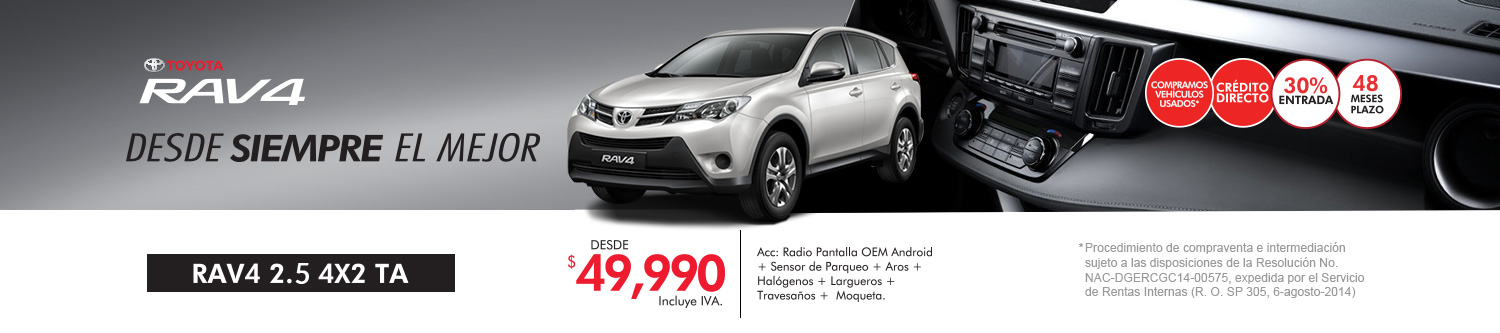 TOYOTA
RAV4
DESDE SIEMPRE EL MEJOR
RAV4
COMPRAMOS
VEHÍCULOS
USADOS*
CRÉDITO
DIRECTO
30%
ENTRADA
48
MESES
PLAZO
RAV4 2.5 4X2 TA
DESDE
$49,990
Incluye IVA.
Acc: Radio Pantalla OEM Android
+ Sensor de Parqueo + Aros +
Halógenos + Largueros +
Travesaños + Moqueta.
*Procedimiento de compraventa e intermediación
sujeto a las disposiciones de la Resolución No.
NAC-DGERCGC14-00575, expedida por el Servicio
de Rentas Internas (R. O. SP 305, 6-agosto-2014)